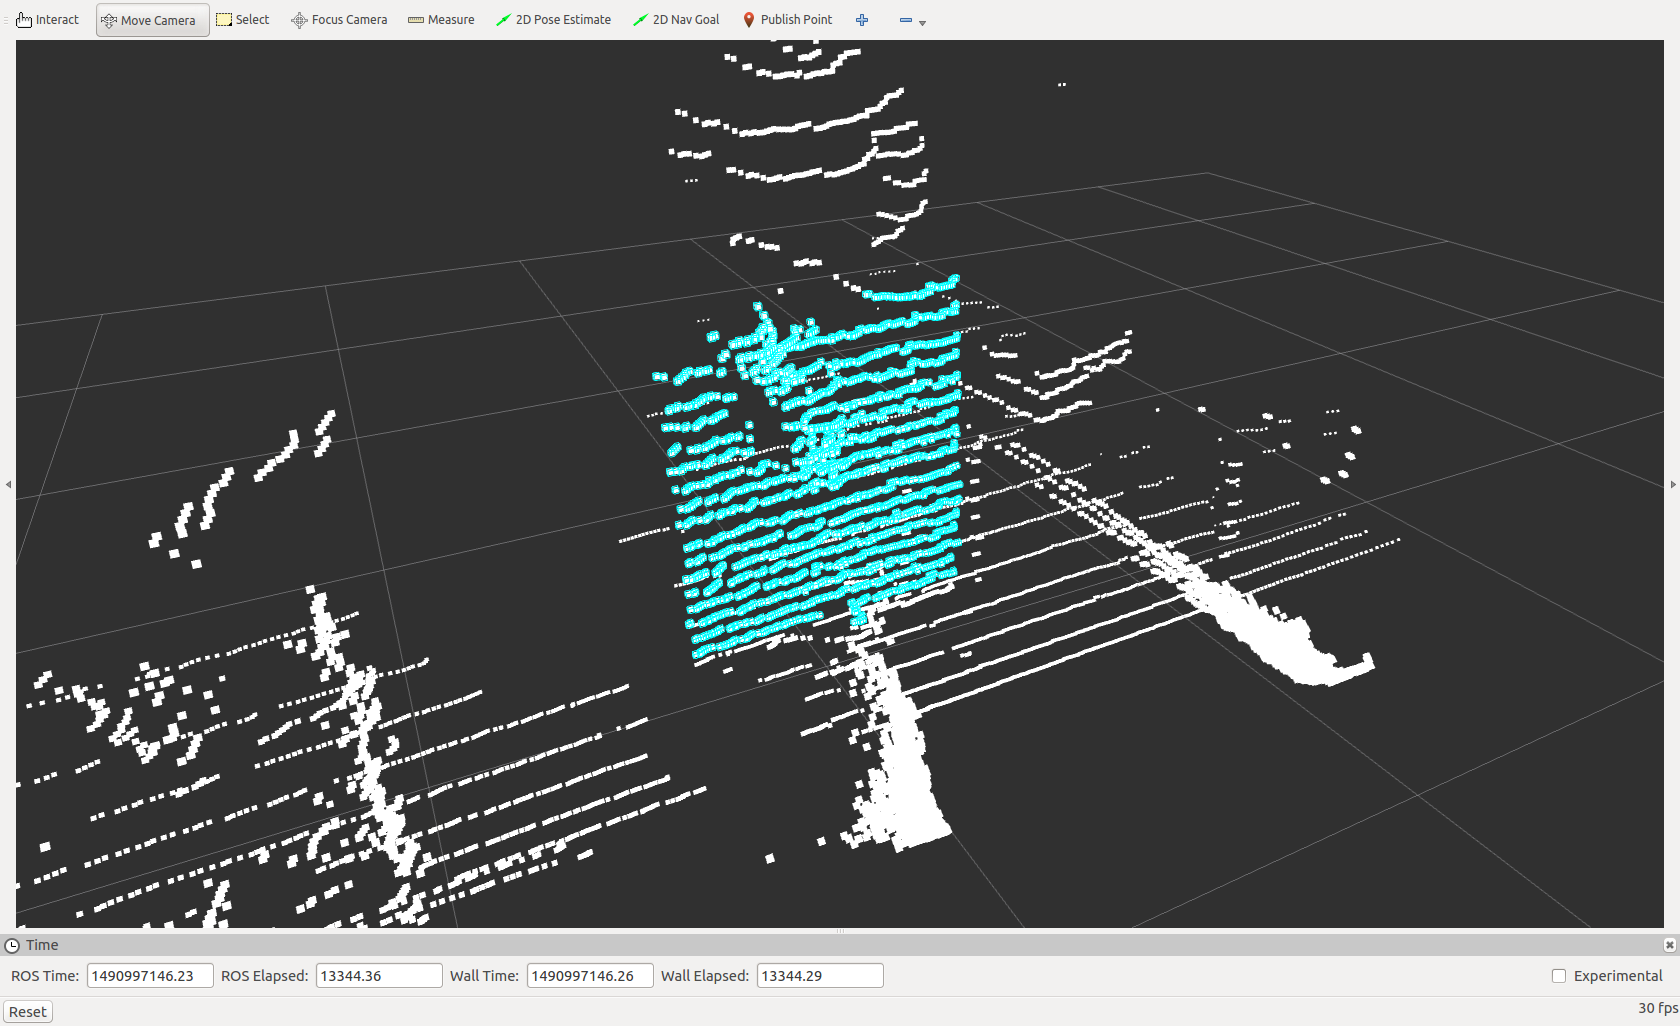 Interact Move Camera Select Focus Camera Measure 2D Pose Estimate 2D Nav Goal Publish Point
Time
ROS Time: 1490997146.23 ROS Elapsed: 13344.36 Wall Time: 1490997146.26 Wall Elapsed: 13344.29 Experimental
Reset 30 fps